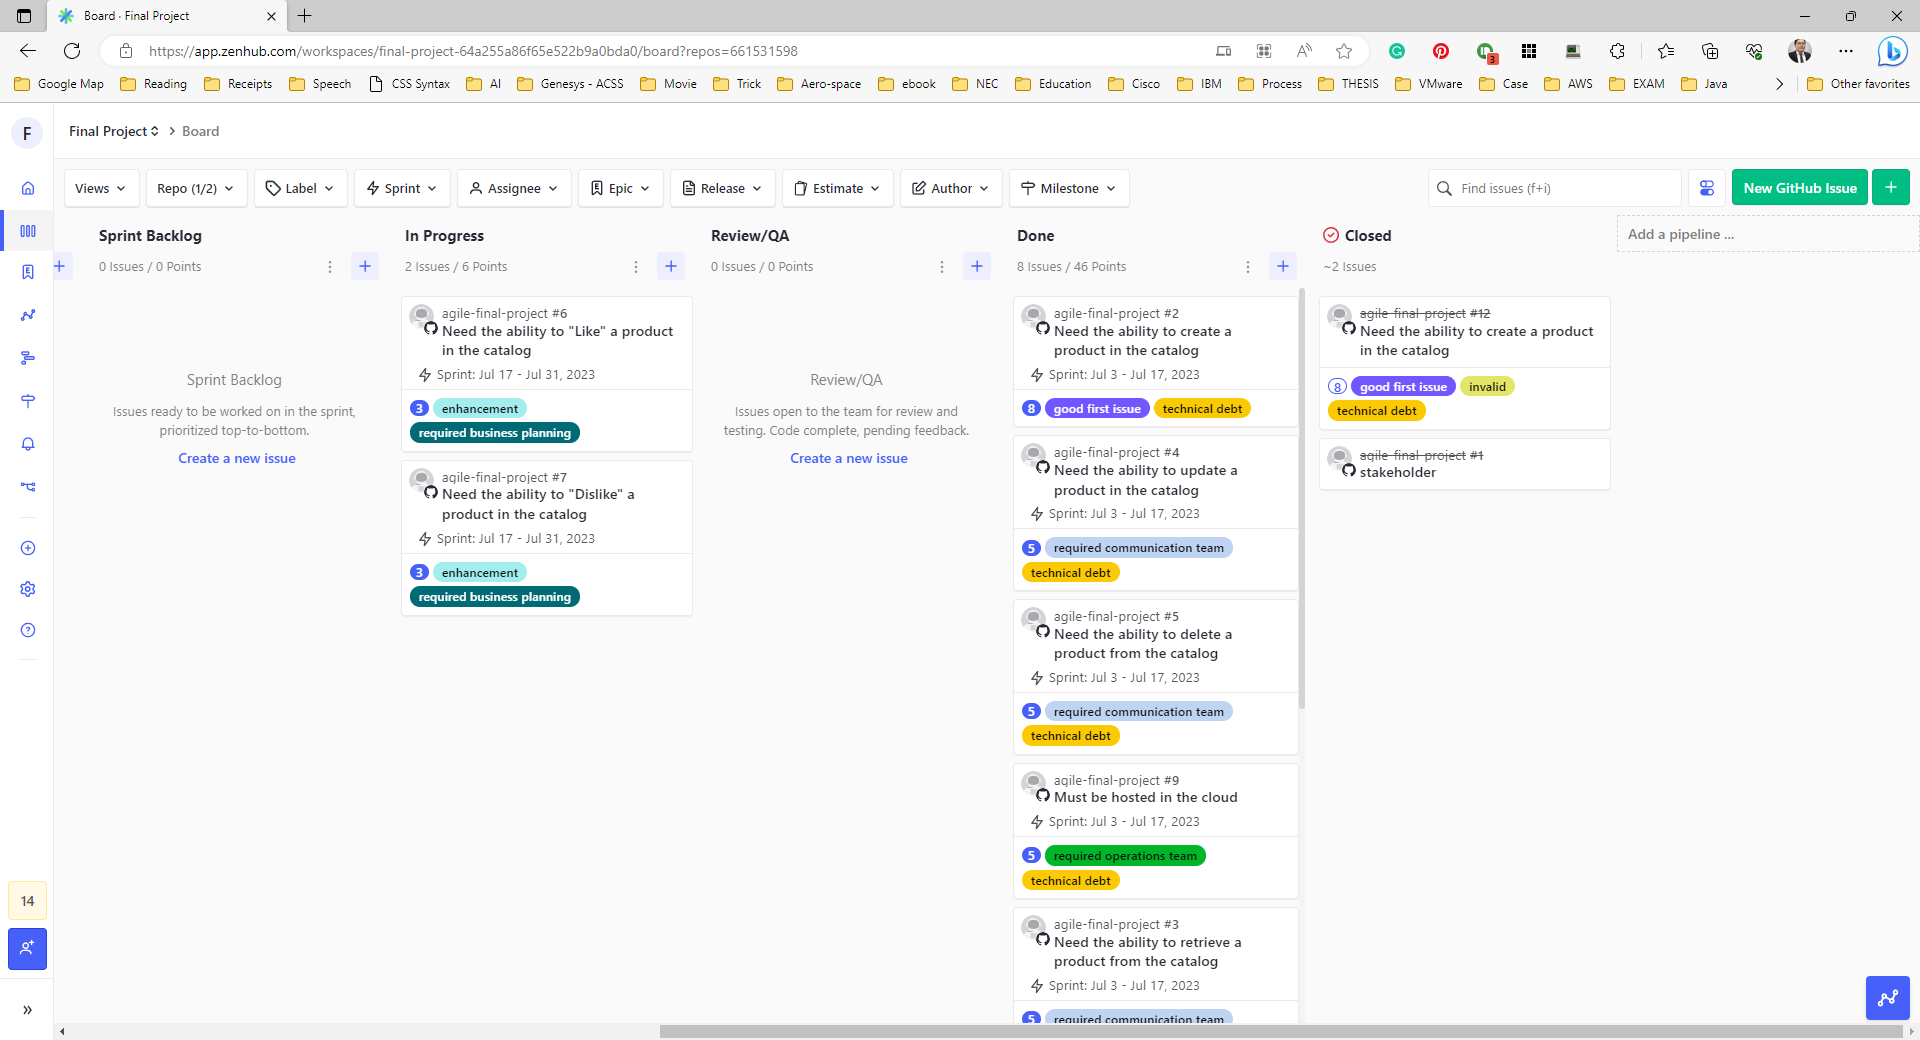 Board · Final Project
https://app.zenhub.com/workspaces/final-project-64a255a86f65e522b9a0bda0/board?repos=661531598
3
Google Map Reading Receipts Speech CSS Syntax AI Genesys - ACSS Movie Trick Aero-space ebook NEC Education Cisco IBM Process THESIS VMware Case AWS EXAM Java Other favorites
F
Final Project > Board
Views Repo (1/2) Label Sprint Assignee Epic Release Estimate Author Milestone Find issues (f+i) New GitHub Issue +
Sprint Backlog
0 Issues / 0 Points
Sprint Backlog
Issues ready to be worked on in the sprint,
prioritized top-to-bottom.
Create a new issue
In Progress
2 Issues / 6 Points
agile-final-project #6
Need the ability to "Like" a product
in the catalog
Sprint: Jul 17 - Jul 31, 2023
3 enhancement
required business planning
agile-final-project #7
Need the ability to "Dislike" a
product in the catalog
Sprint: Jul 17 - Jul 31, 2023
3 enhancement
required business planning
Review/QA
0 Issues / 0 Points
Review/QA
Issues open to the team for review and
testing. Code complete, pending feedback.
Create a new issue
Done
8 Issues / 46 Points
agile-final-project #2
Need the ability to create a
product in the catalog
Sprint: Jul 3 - Jul 17, 2023
8 good first issue technical debt
agile-final-project #4
Need the ability to update a
product in the catalog
Sprint: Jul 3 - Jul 17, 2023
5 required communication team
technical debt
agile-final-project #5
Need the ability to delete a
product from the catalog
Sprint: Jul 3 - Jul 17, 2023
5 required communication team
technical debt
agile-final-project #9
Must be hosted in the cloud
Sprint: Jul 3 - Jul 17, 2023
5 required operations team
technical debt
agile-final-project #3
Need the ability to retrieve a
product from the catalog
Sprint: Jul 3 - Jul 17, 2023
5 required communication team
Closed
~2 Issues
agile-final-project #12
Need the ability to create a product
in the catalog
8 good first issue invalid
technical debt
agile-final-project #1
stakeholder
Add a pipeline ...
14